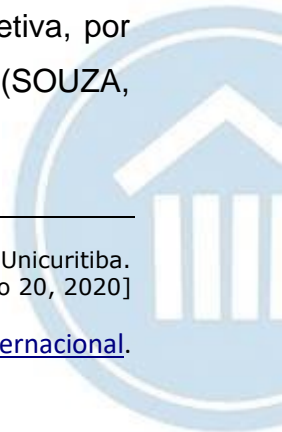 etiva, por
(SOUZA,
Unicuritiba.
o 20, 2020]
ernacional.